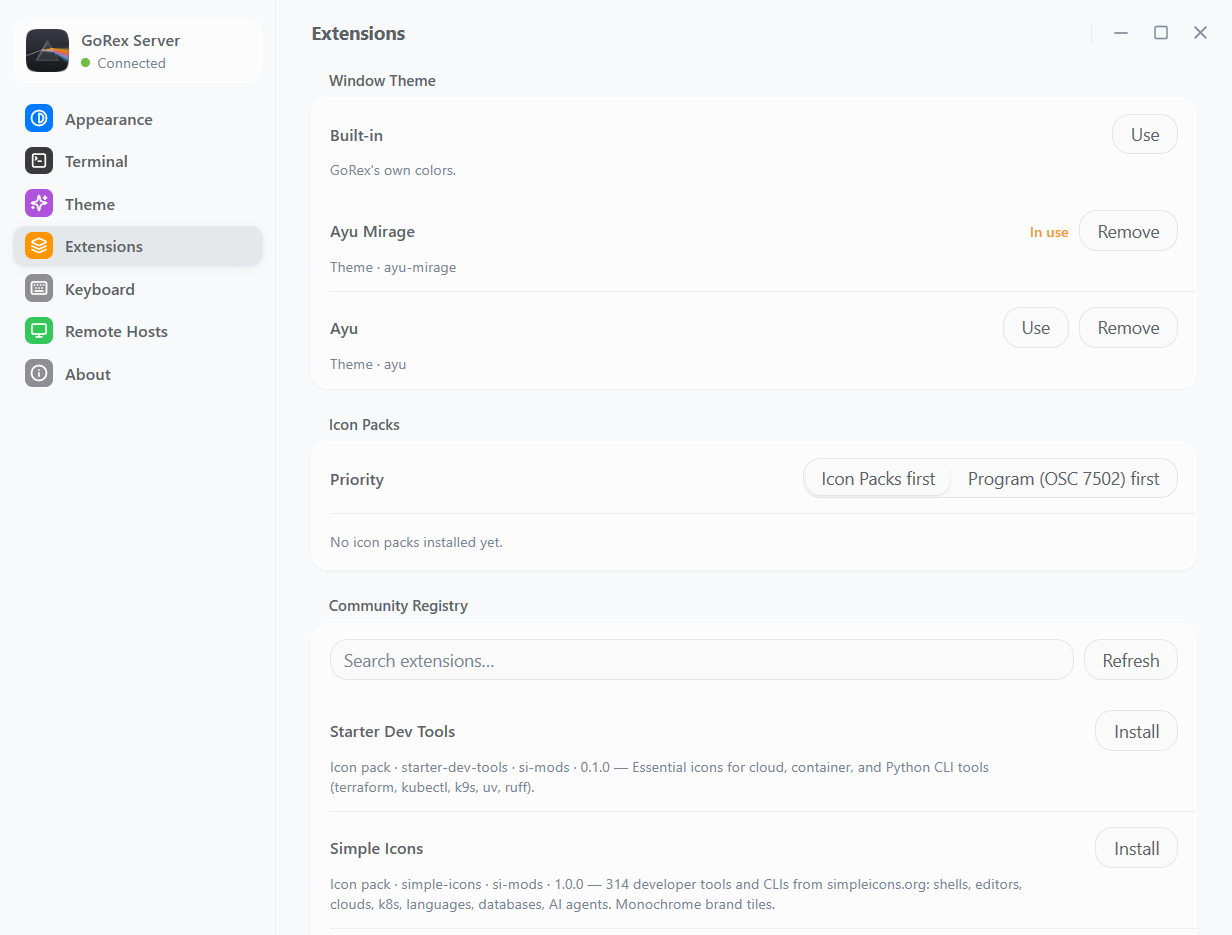 GoRex Server
Connected
Appearance
Terminal
Theme
Extensions
Keyboard
Remote Hosts
About
Extensions
Window Theme
Built-in
Use
GoRex's own colors.
Ayu Mirage
In use
Remove
Theme · ayu-mirage
Ayu
Use
Remove
Theme · ayu
Icon Packs
Priority
Icon Packs first
Program (OSC 7502) first
No icon packs installed yet.
Community Registry
Search extensions...
Refresh
Starter Dev Tools
Install
Icon pack · starter-dev-tools · si-mods · 0.1.0 — Essential icons for cloud, container, and Python CLI tools
(terraform, kubectl, k9s, uv, ruff).
Simple Icons
Install
Icon pack · simple-icons · si-mods · 1.0.0 — 314 developer tools and CLIs from simpleicons.org: shells, editors,
clouds, k8s, languages, databases, AI agents. Monochrome brand tiles.